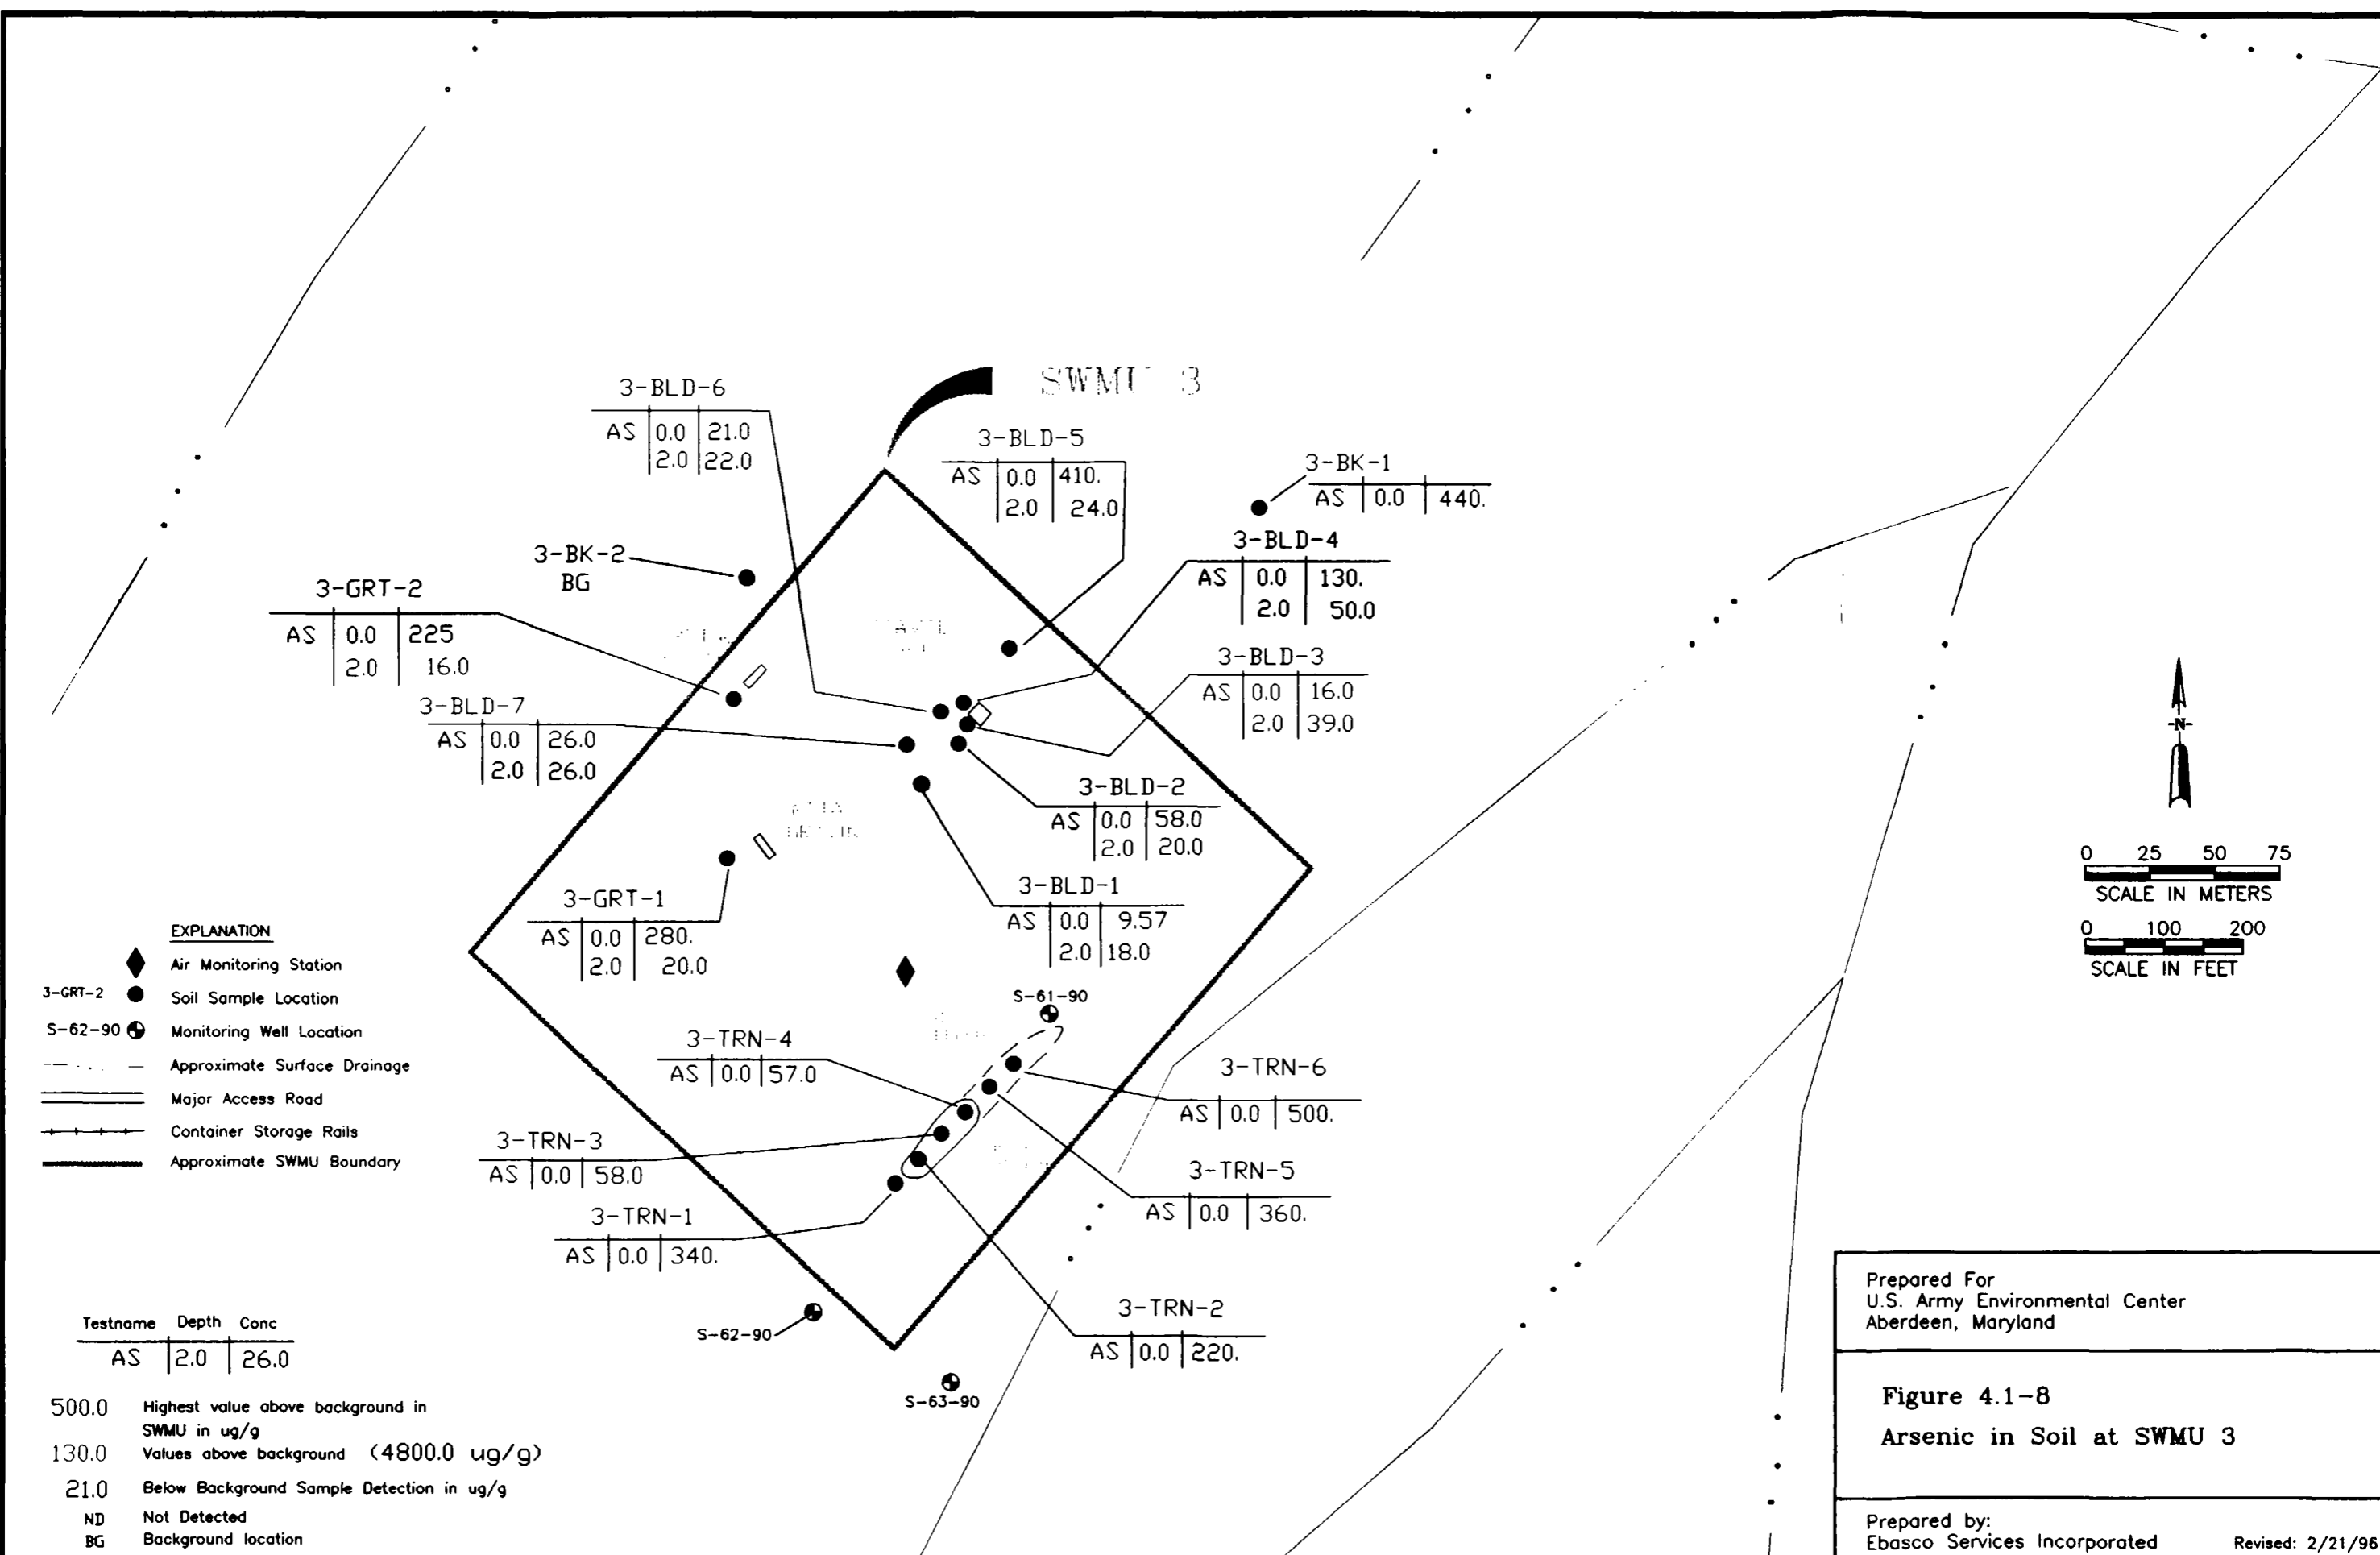 SWMU 3
3-BLD-6
AS 0.0 21.0
2.0 22.0
3-BLD-5
AS 0.0 410.
2.0 24.0
3-BK-1
AS 0.0 440.
3-BK-2
BG
3-BLD-4
AS 0.0 130.
2.0 50.0
3-GRT-2
AS 0.0 225
2.0 16.0
3-BLD-3
AS 0.0 16.0
2.0 39.0
3-BLD-7
AS 0.0 26.0
2.0 26.0
3-BLD-2
AS 0.0 58.0
2.0 20.0
3-GRT-1
AS 0.0 280.
2.0 20.0
3-BLD-1
AS 0.0 9.57
2.0 18.0
S-61-90
3-TRN-4
AS 0.0 57.0
3-TRN-6
AS 0.0 500.
3-TRN-3
AS 0.0 58.0
3-TRN-5
AS 0.0 360.
3-TRN-1
AS 0.0 340.
3-TRN-2
AS 0.0 220.
S-62-90
S-63-90
-N-
0 25 50 75
SCALE IN METERS
0 100 200
SCALE IN FEET
EXPLANATION
Air Monitoring Station
3-GRT-2 Soil Sample Location
S-62-90 Monitoring Well Location
Approximate Surface Drainage
Major Access Road
Container Storage Rails
Approximate SWMU Boundary
Testname Depth Conc
AS 2.0 26.0
500.0 Highest value above background in
SWMU in ug/g
130.0 Values above background (4800.0 ug/g)
21.0 Below Background Sample Detection in ug/g
ND Not Detected
BG Background location
Prepared For
U.S. Army Environmental Center
Aberdeen, Maryland
Figure 4.1-8
Arsenic in Soil at SWMU 3
Prepared by:
Ebasco Services Incorporated Revised: 2/21/96